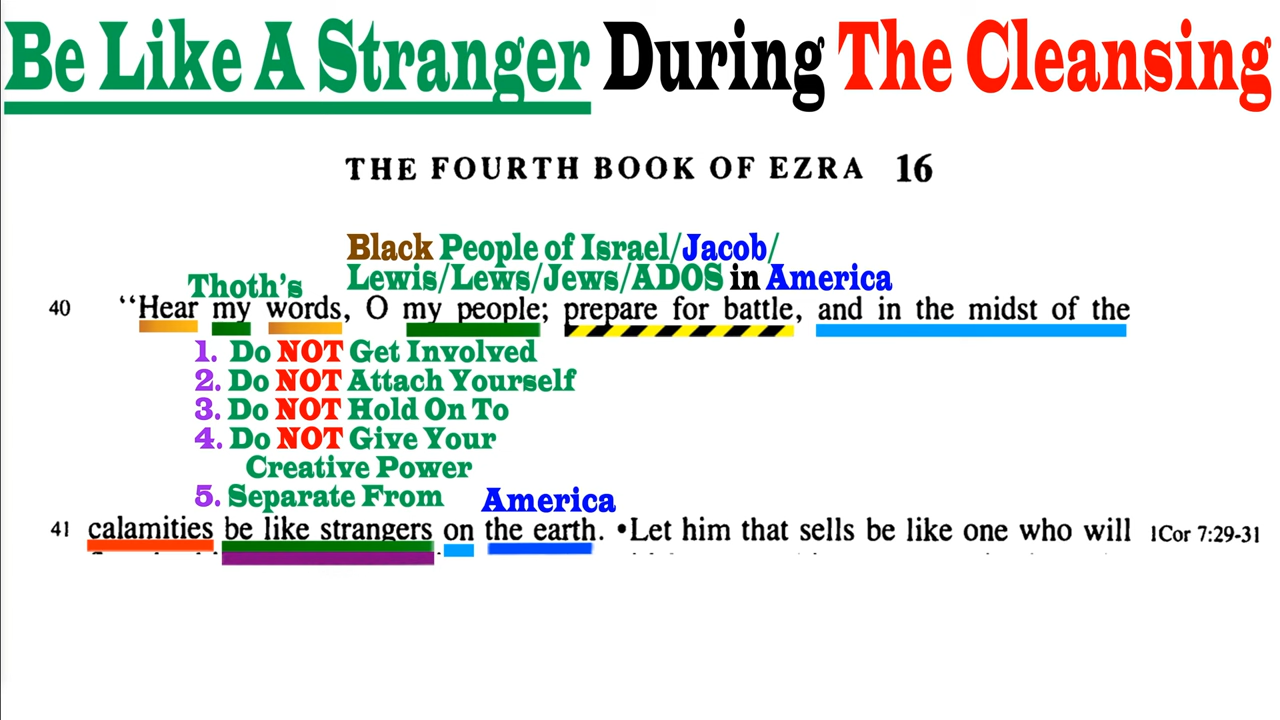 Be Like A Stranger During The Cleansing
THE FOURTH BOOK OF EZRA 16
Black People of Israel/Jacob/
Lewis/Lews/Jews/ADOS in America
Thoth's
40 “Hear my words, O my people; prepare for battle, and in the midst of the
1. Do NOT Get Involved
2. Do NOT Attach Yourself
3. Do NOT Hold On To
4. Do NOT Give Your
Creative Power
5. Separate From America
41 calamities be like strangers on the earth. •Let him that sells be like one who will 1Cor 7:29-31